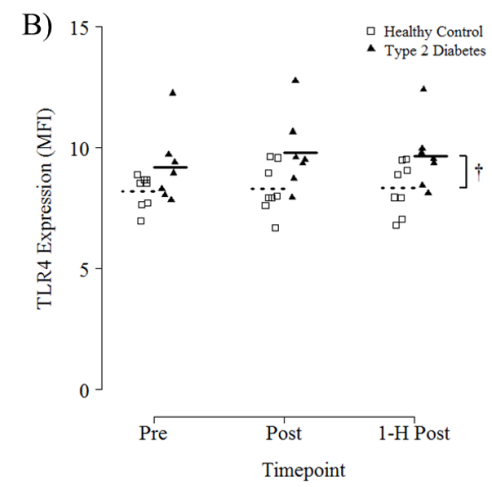 B)
Healthy Control
Type 2 Diabetes
TLR4 Expression (MFI)
15
10
5
0
†
Pre
Post
1-H Post
Timepoint